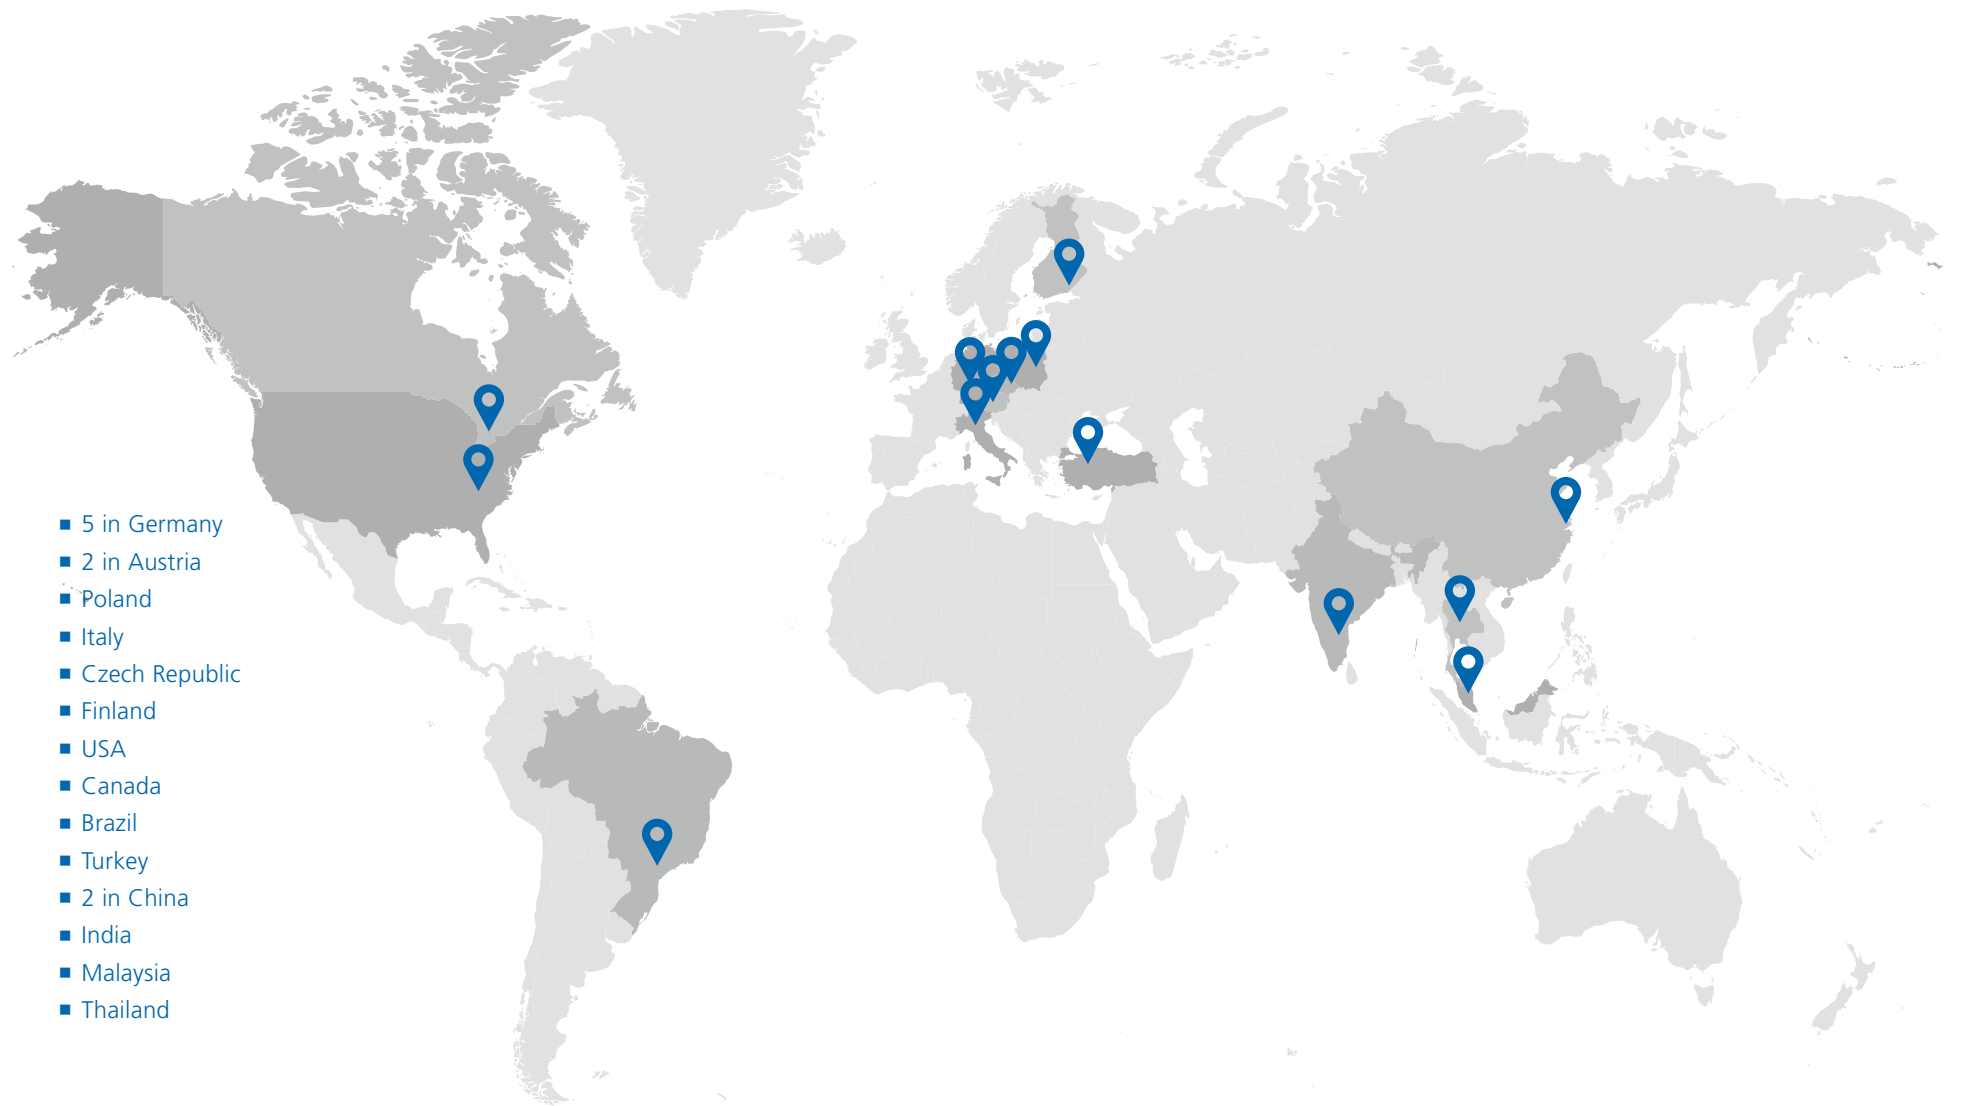 5 in Germany
2 in Austria
Poland
Italy
Czech Republic
Finland
USA
Canada
Brazil
Turkey
2 in China
India
Malaysia
Thailand